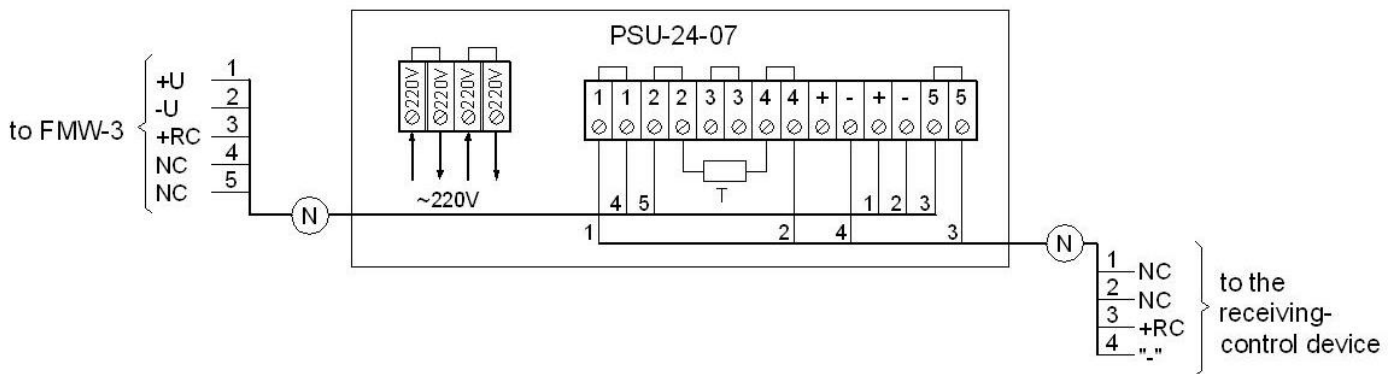 PSU-24-07
220V 220V 220V 220V
~220V
1 1 2 2 3 3 4 4 + - + - 5 5
T
to FMW-3
+U 1
-U 2
+RC 3
NC 4
NC 5
N
4 5 1 2 3
1 2 4 3
N
1 NC
2 NC
3 +RC
4 "-"
to the
receiving-
control device